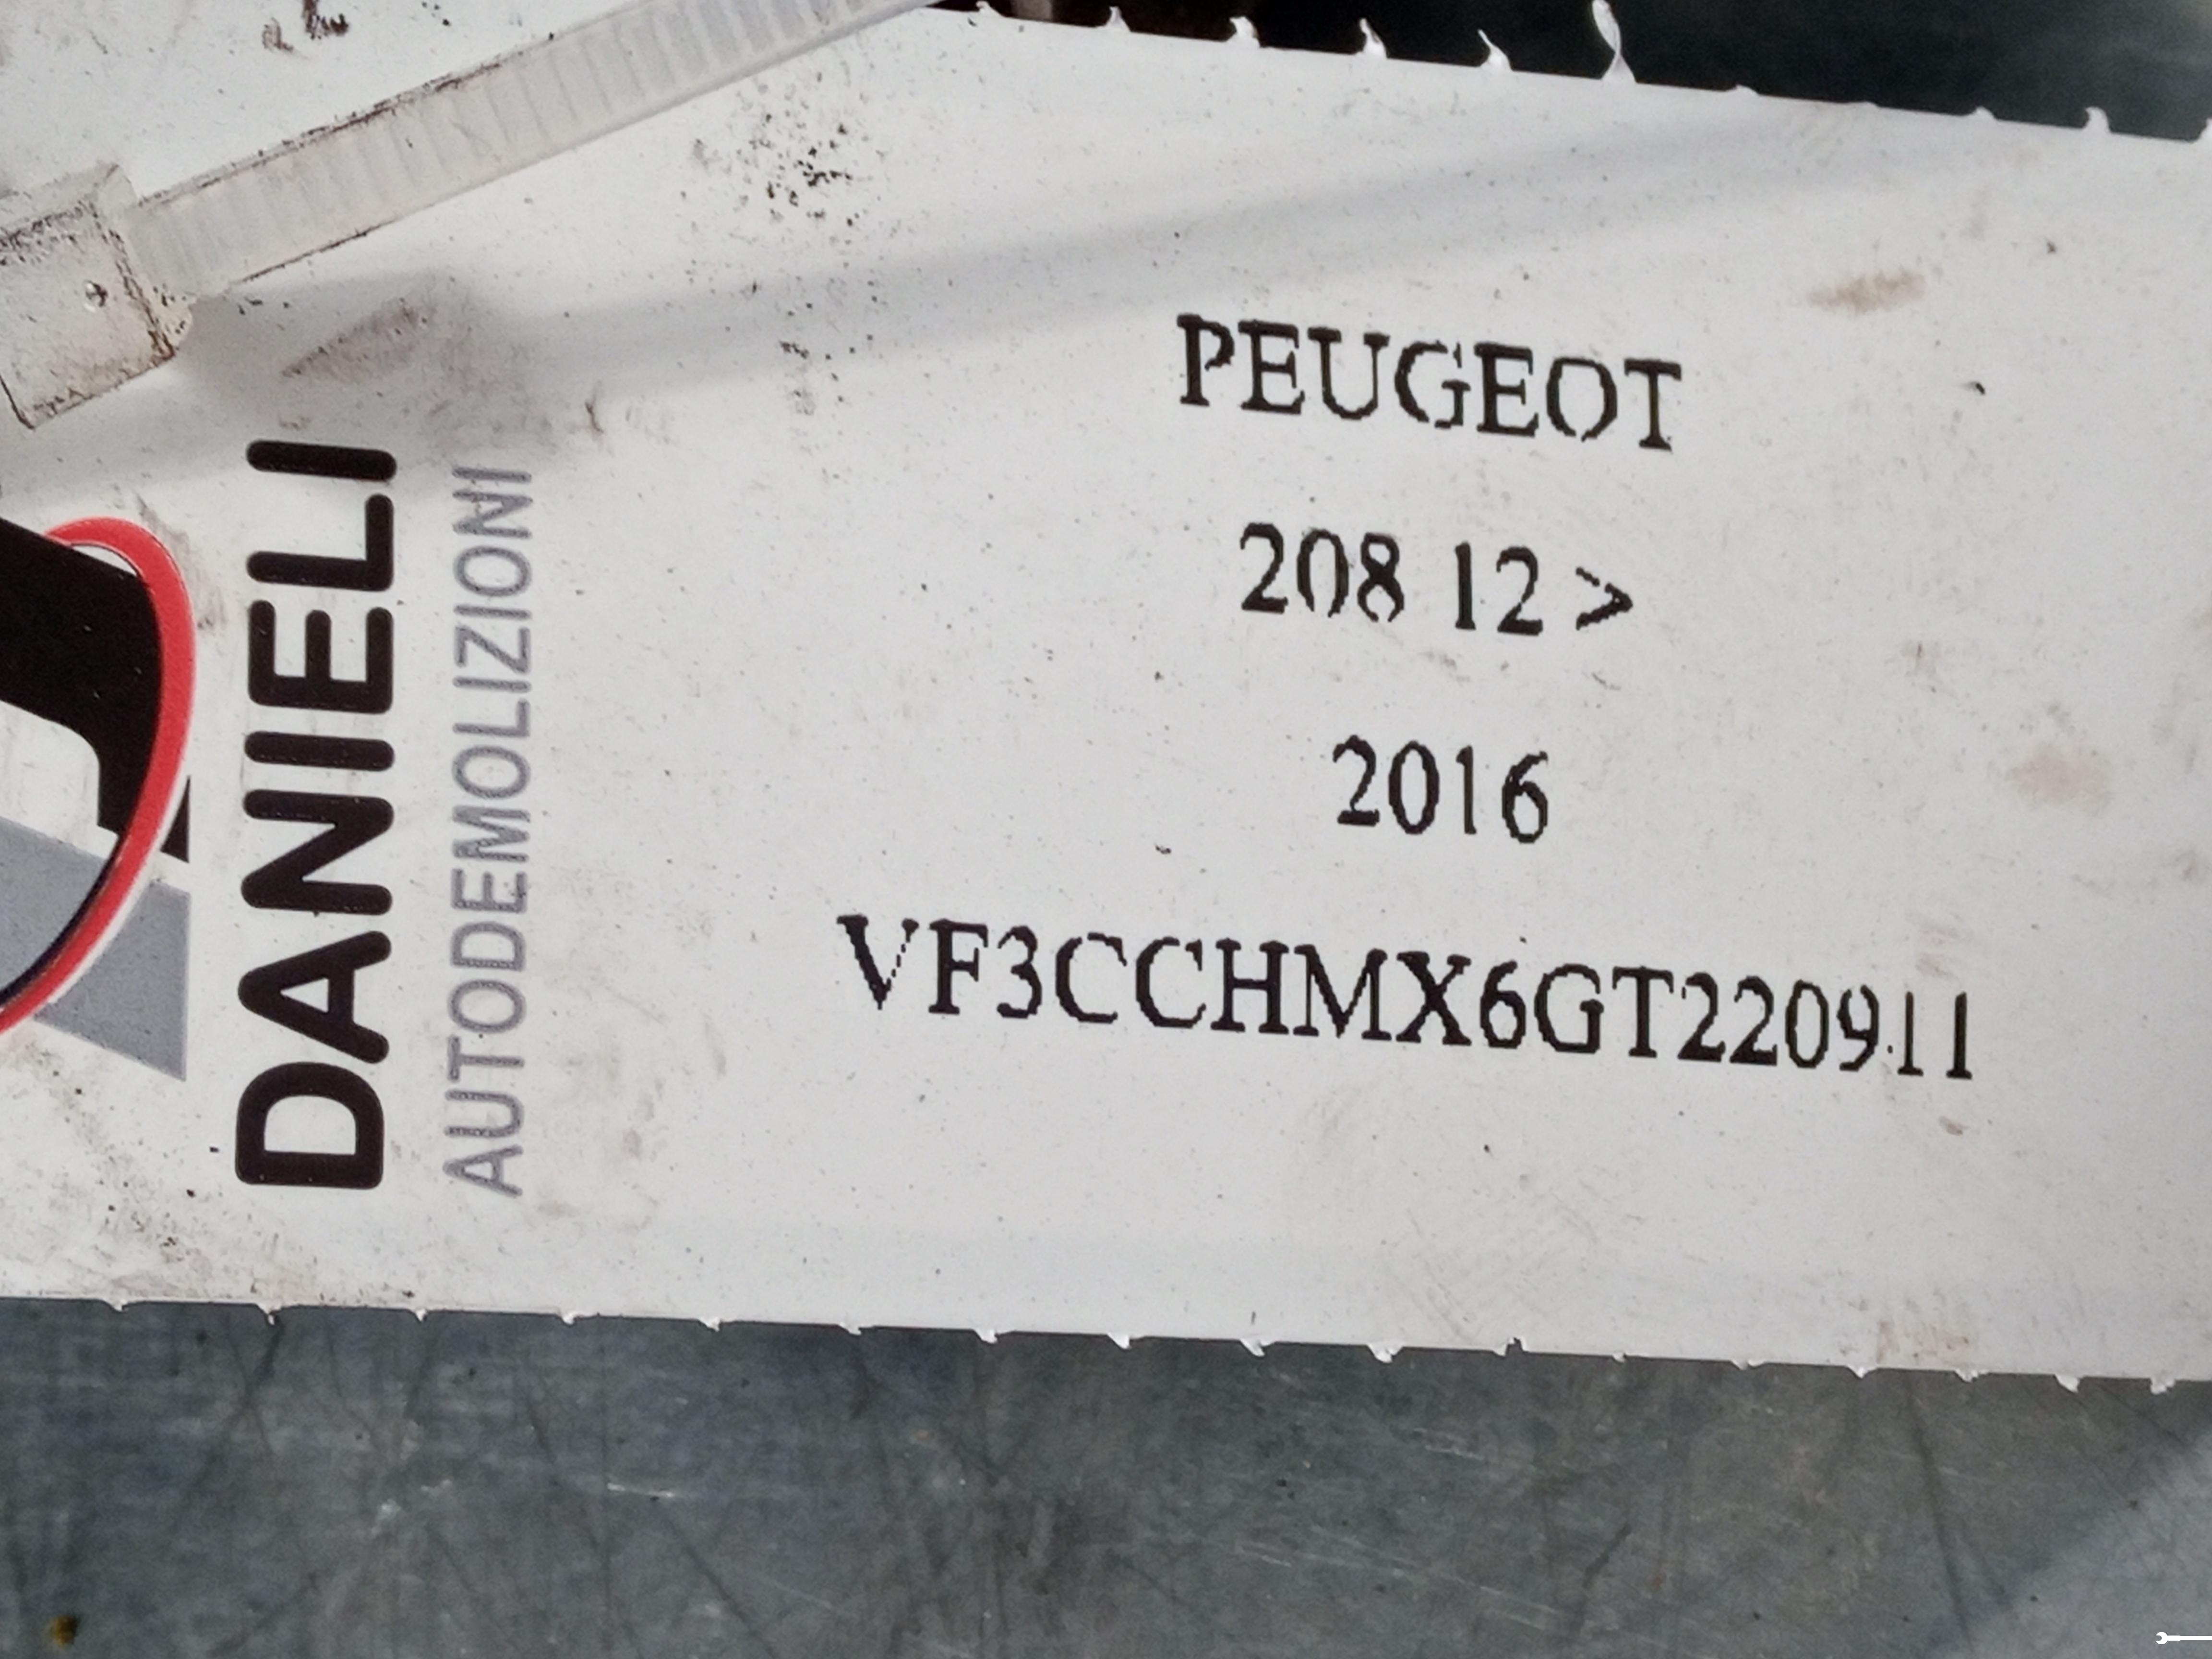 DANIELI
AUTODEMOLIZIONI
PEUGEOT
208 12 >
2016
VF3CCHMX6GT220911